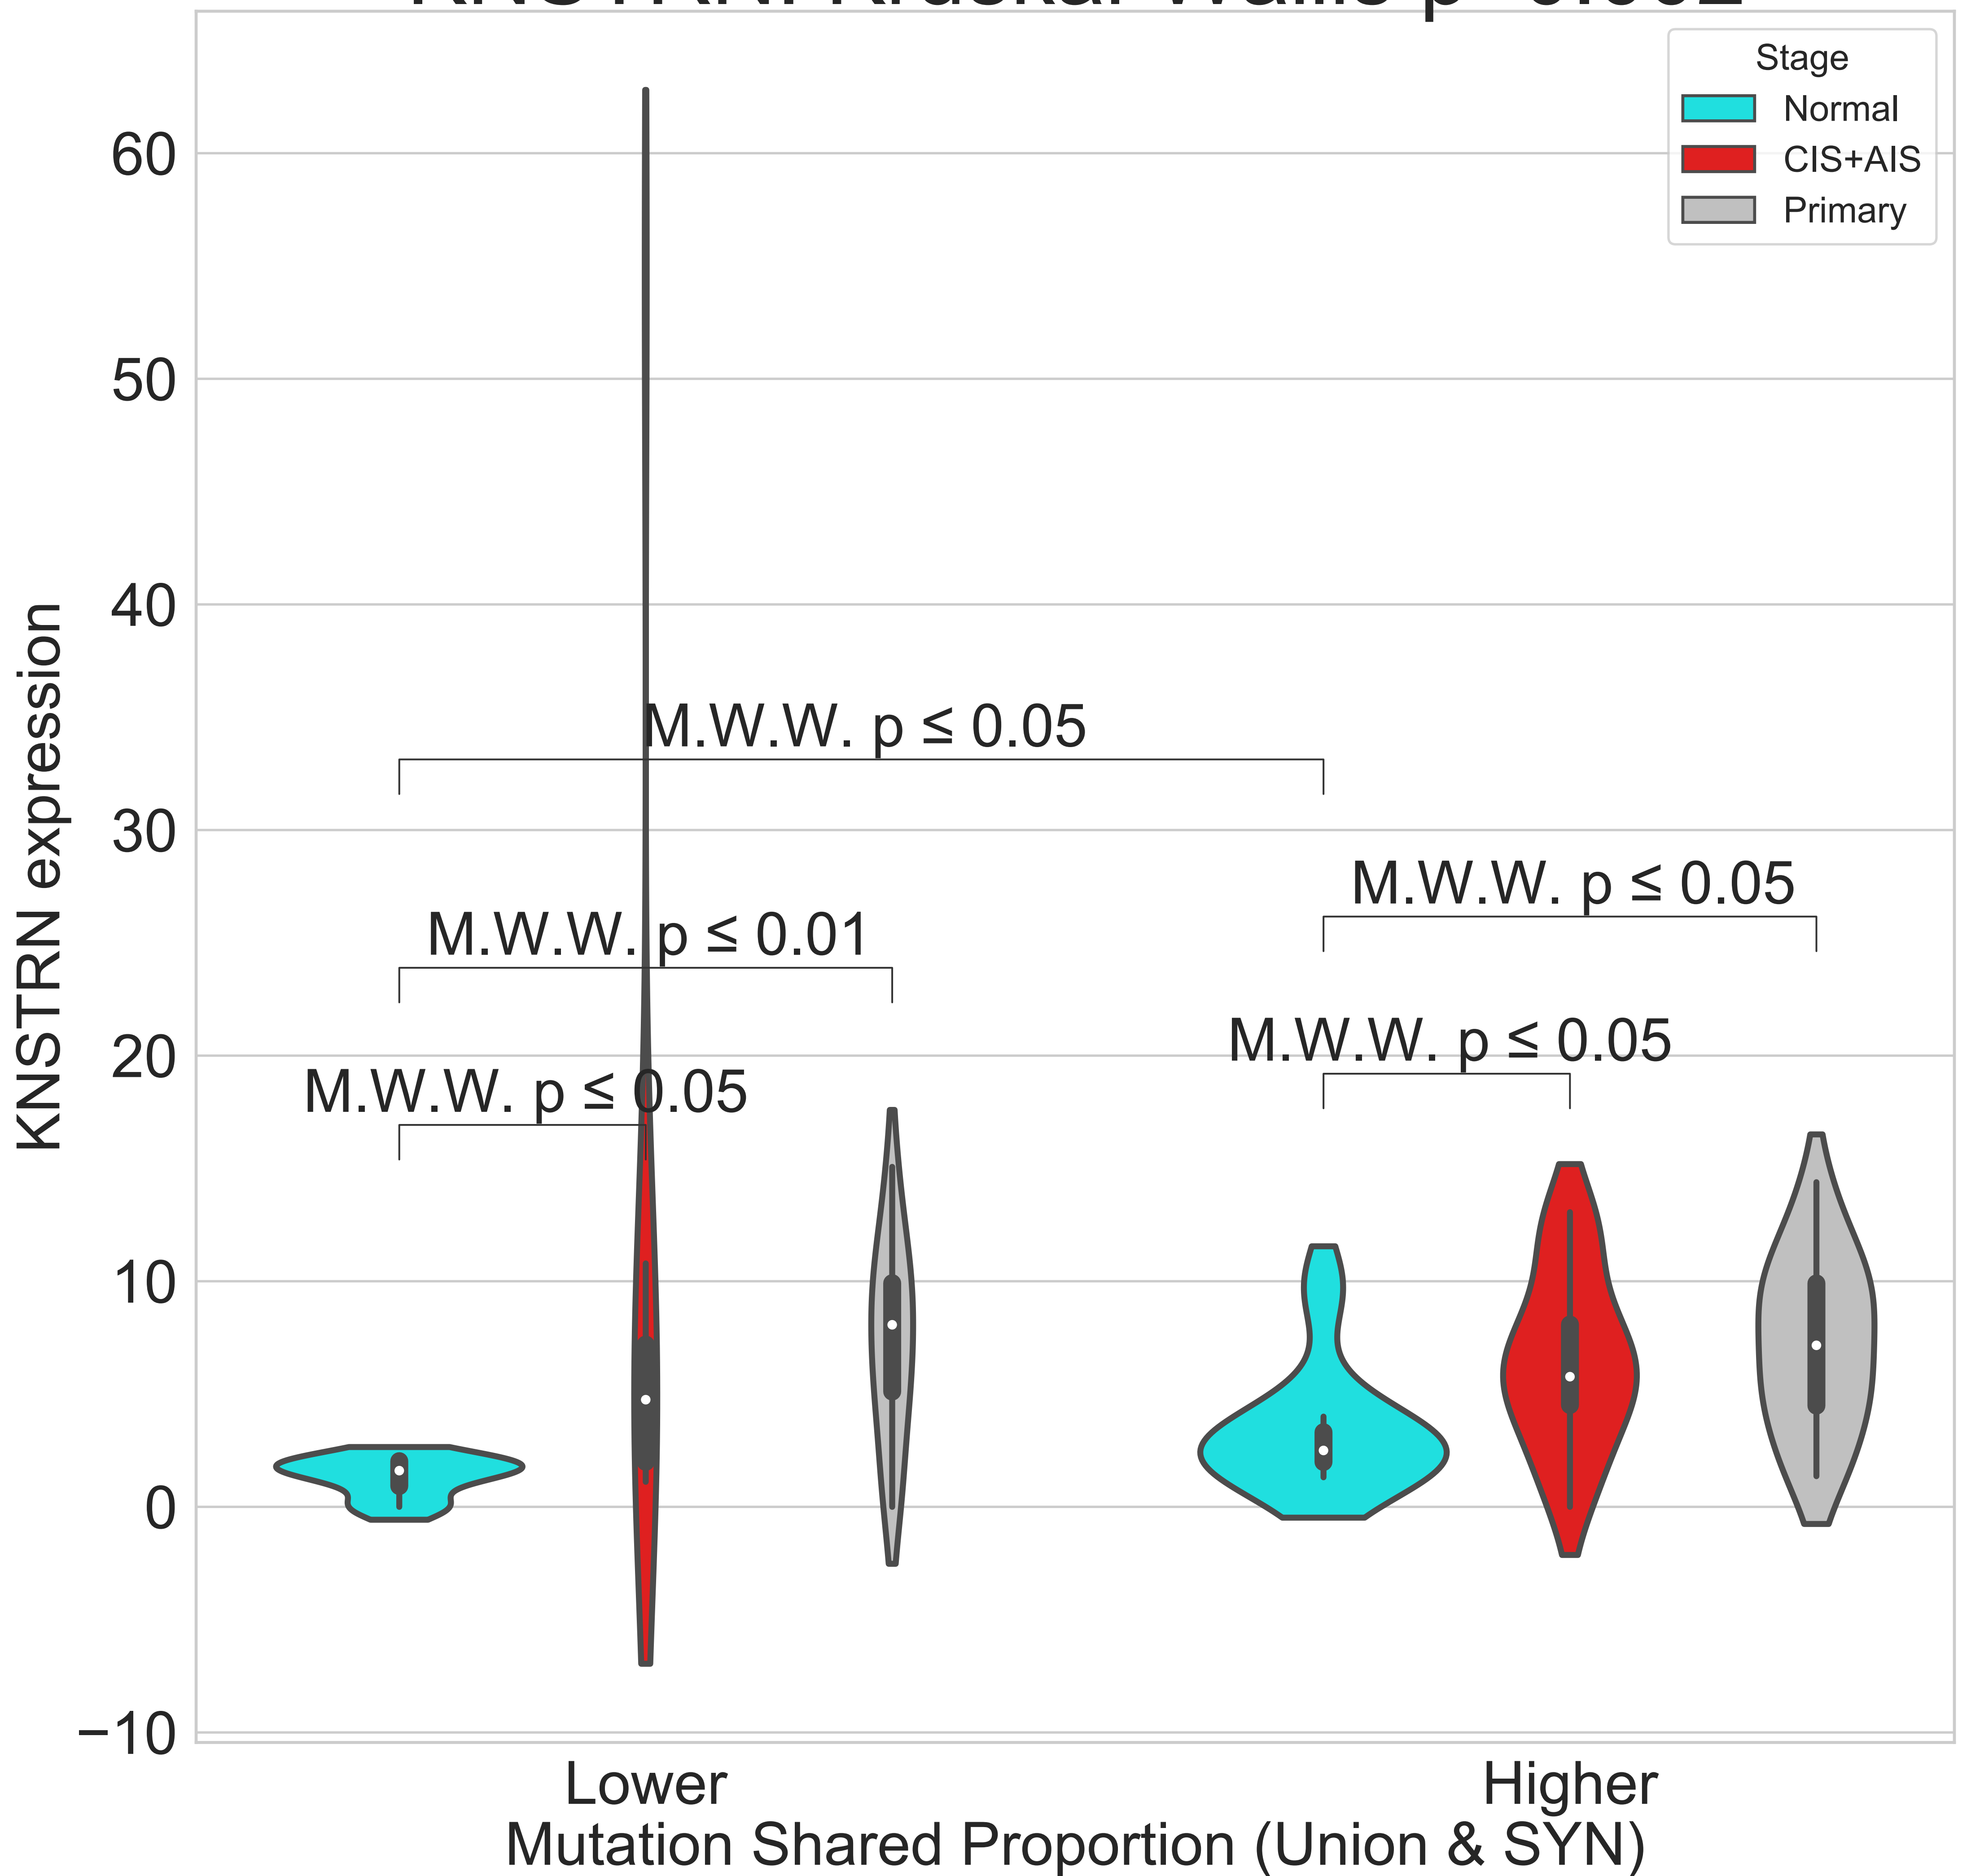 Stage
Normal
CIS+AIS
Primary
60
50
40
30
20
10
0
−10
KNSTRN expression
M.W.W. p ≤ 0.05
M.W.W. p ≤ 0.05
M.W.W. p ≤ 0.01
M.W.W. p ≤ 0.05
M.W.W. p ≤ 0.05
Lower
Higher
Mutation Shared Proportion (Union & SYN)